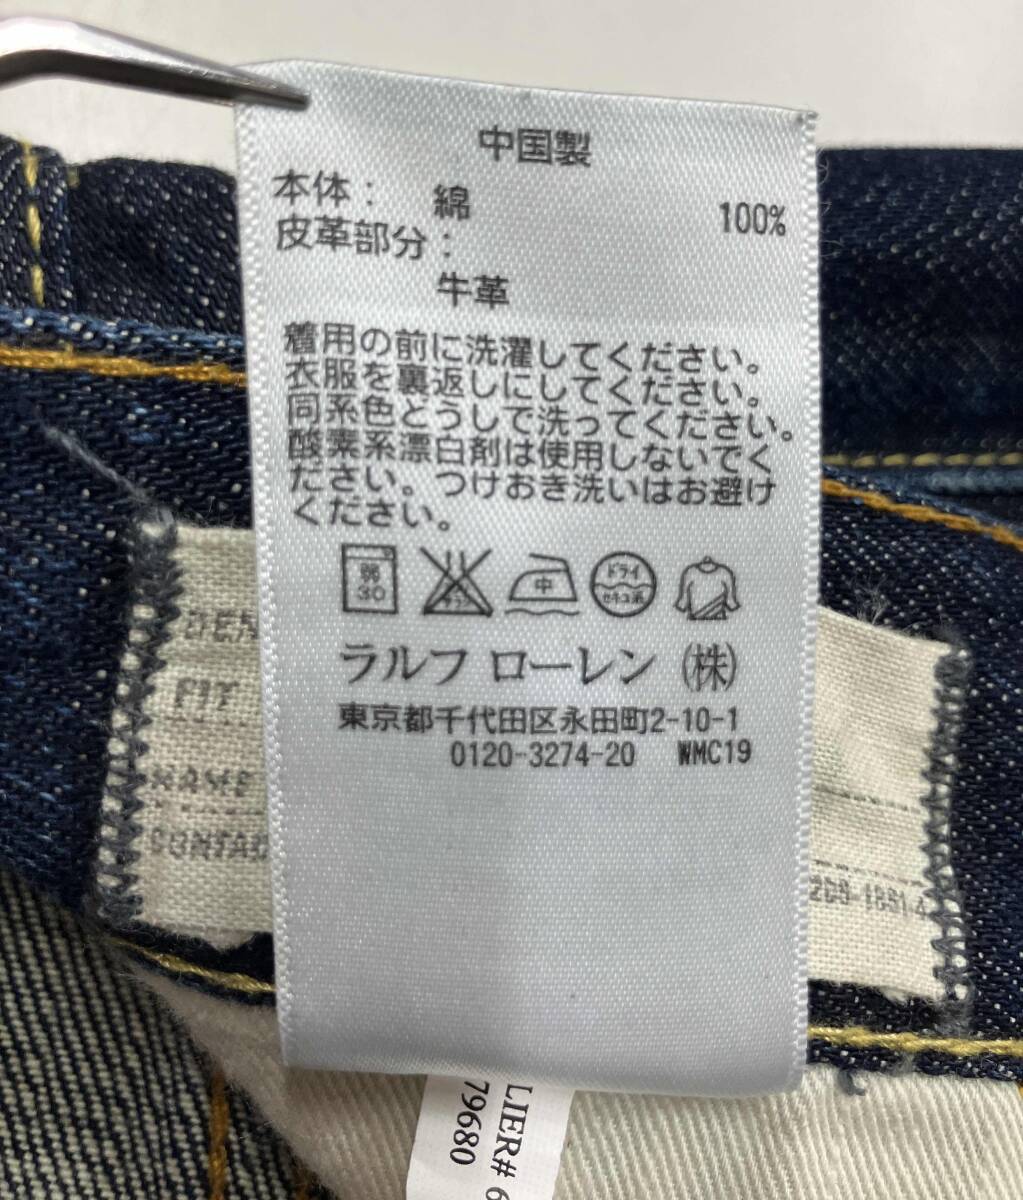 中国製
本体： 綿 100%
皮革部分：
牛革
着用の前に洗濯してください。
衣服を裏返しにしてください。
同系色どうしで洗ってください。
酸素系漂白剤は使用しないでく
ださい。つけおき洗いはお避け
ください。
弱 30
中
ドライ
セキユ系
ラルフ ローレン (株)
東京都千代田区永田町2-10-1
0120-3274-20 WMC19
FIT
NAME
LIER# 6
79680